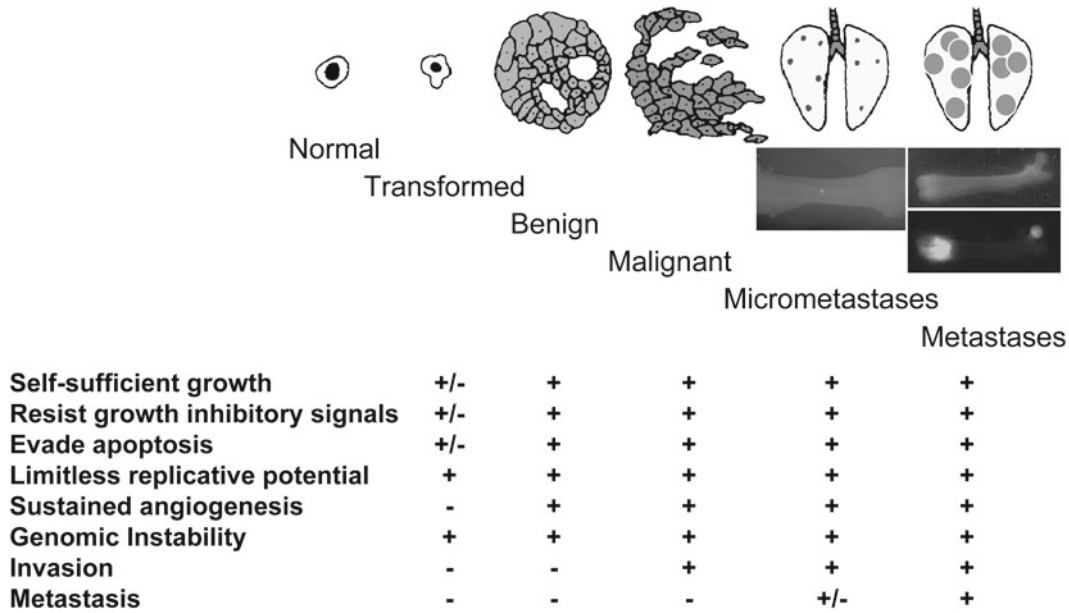 Normal
Transformed
Benign
Malignant
Micrometastases
Metastases
Self-sufficient growth +/- + + + +
Resist growth inhibitory signals +/- + + + +
Evade apoptosis +/- + + + +
Limitless replicative potential + + + + +
Sustained angiogenesis - + + + +
Genomic Instability + + + + +
Invasion - - + + +
Metastasis - - - +/- +